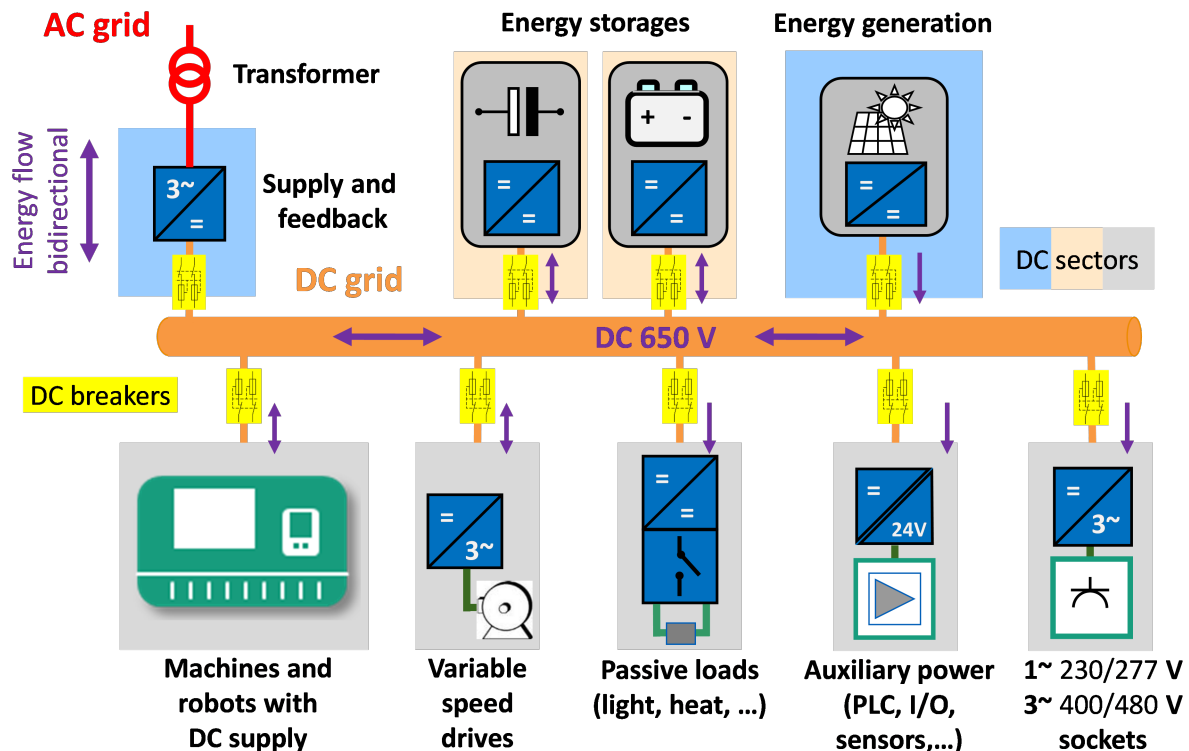 AC grid
Transformer
Energy storages
Energy generation
Energy flow
bidirectional
3~
=
Supply and
feedback
+ -
=
=
=
=
=
=
DC grid
DC sectors
DC 650 V
DC breakers
=
3~
=
=
=
24V
=
3~
Machines and
robots with
DC supply
Variable
speed
drives
Passive loads
(light, heat, ...)
Auxiliary power
(PLC, I/O,
sensors,...)
1~ 230/277 V
3~ 400/480 V
sockets